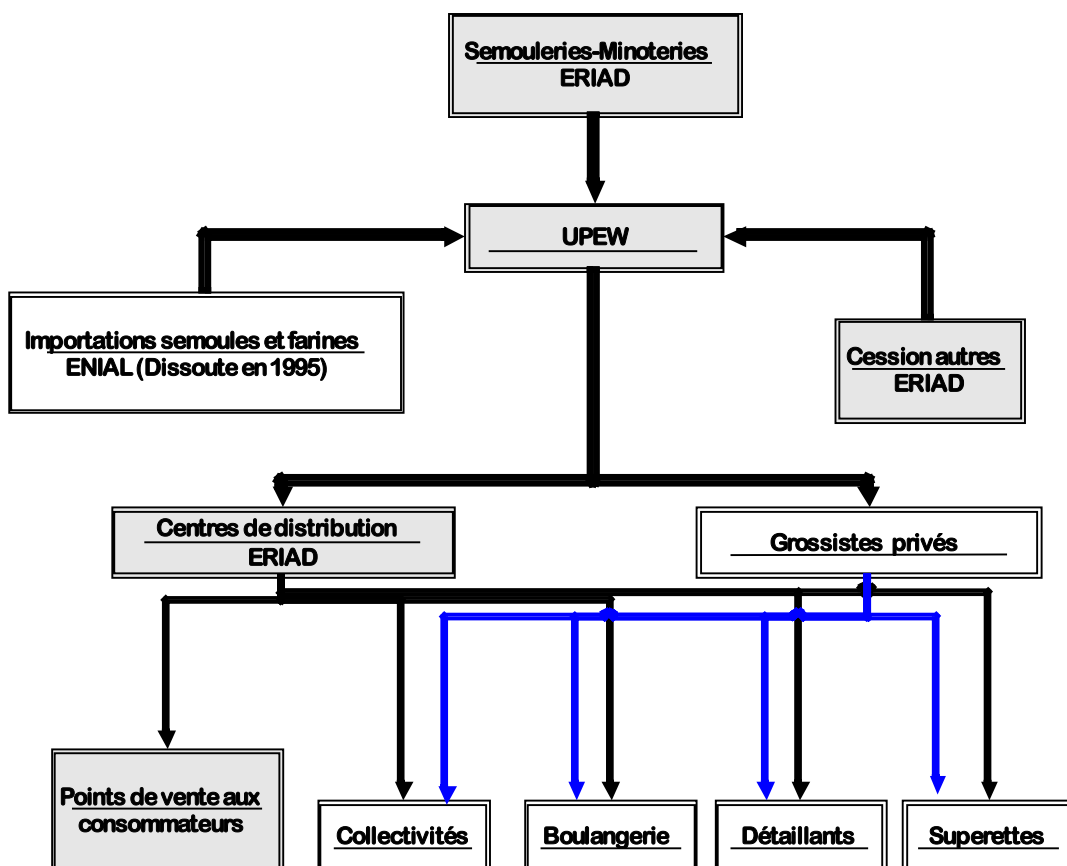 Semouleries-Minoteries
ERIAD
UPEW
Importations semoules et farines
ENIAL (Dissoute en 1995)
Cession autres
ERIAD
Centres de distribution
ERIAD
Grossistes privés
Points de vente aux
consommateurs
Collectivités
Boulangerie
Détaillants
Superettes